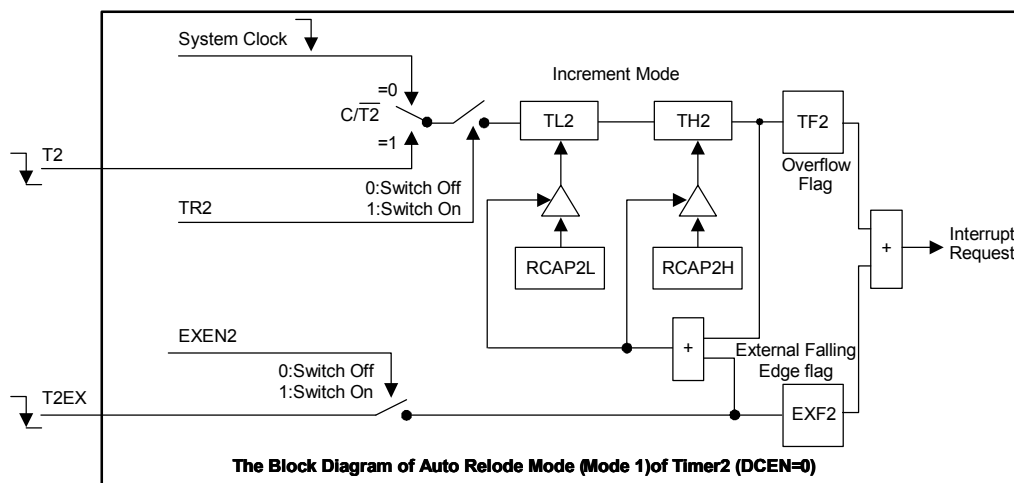 System Clock
Increment Mode
=0
C/T2
=1
TL2
TH2
TF2
Overflow
Flag
T2
0:Switch Off
1:Switch On
TR2
RCAP2L
RCAP2H
+
Interrupt
Request
EXEN2
0:Switch Off
1:Switch On
+
External Falling
Edge flag
T2EX
EXF2
The Block Diagram of Auto Relode Mode (Mode 1)of Timer2 (DCEN=0)